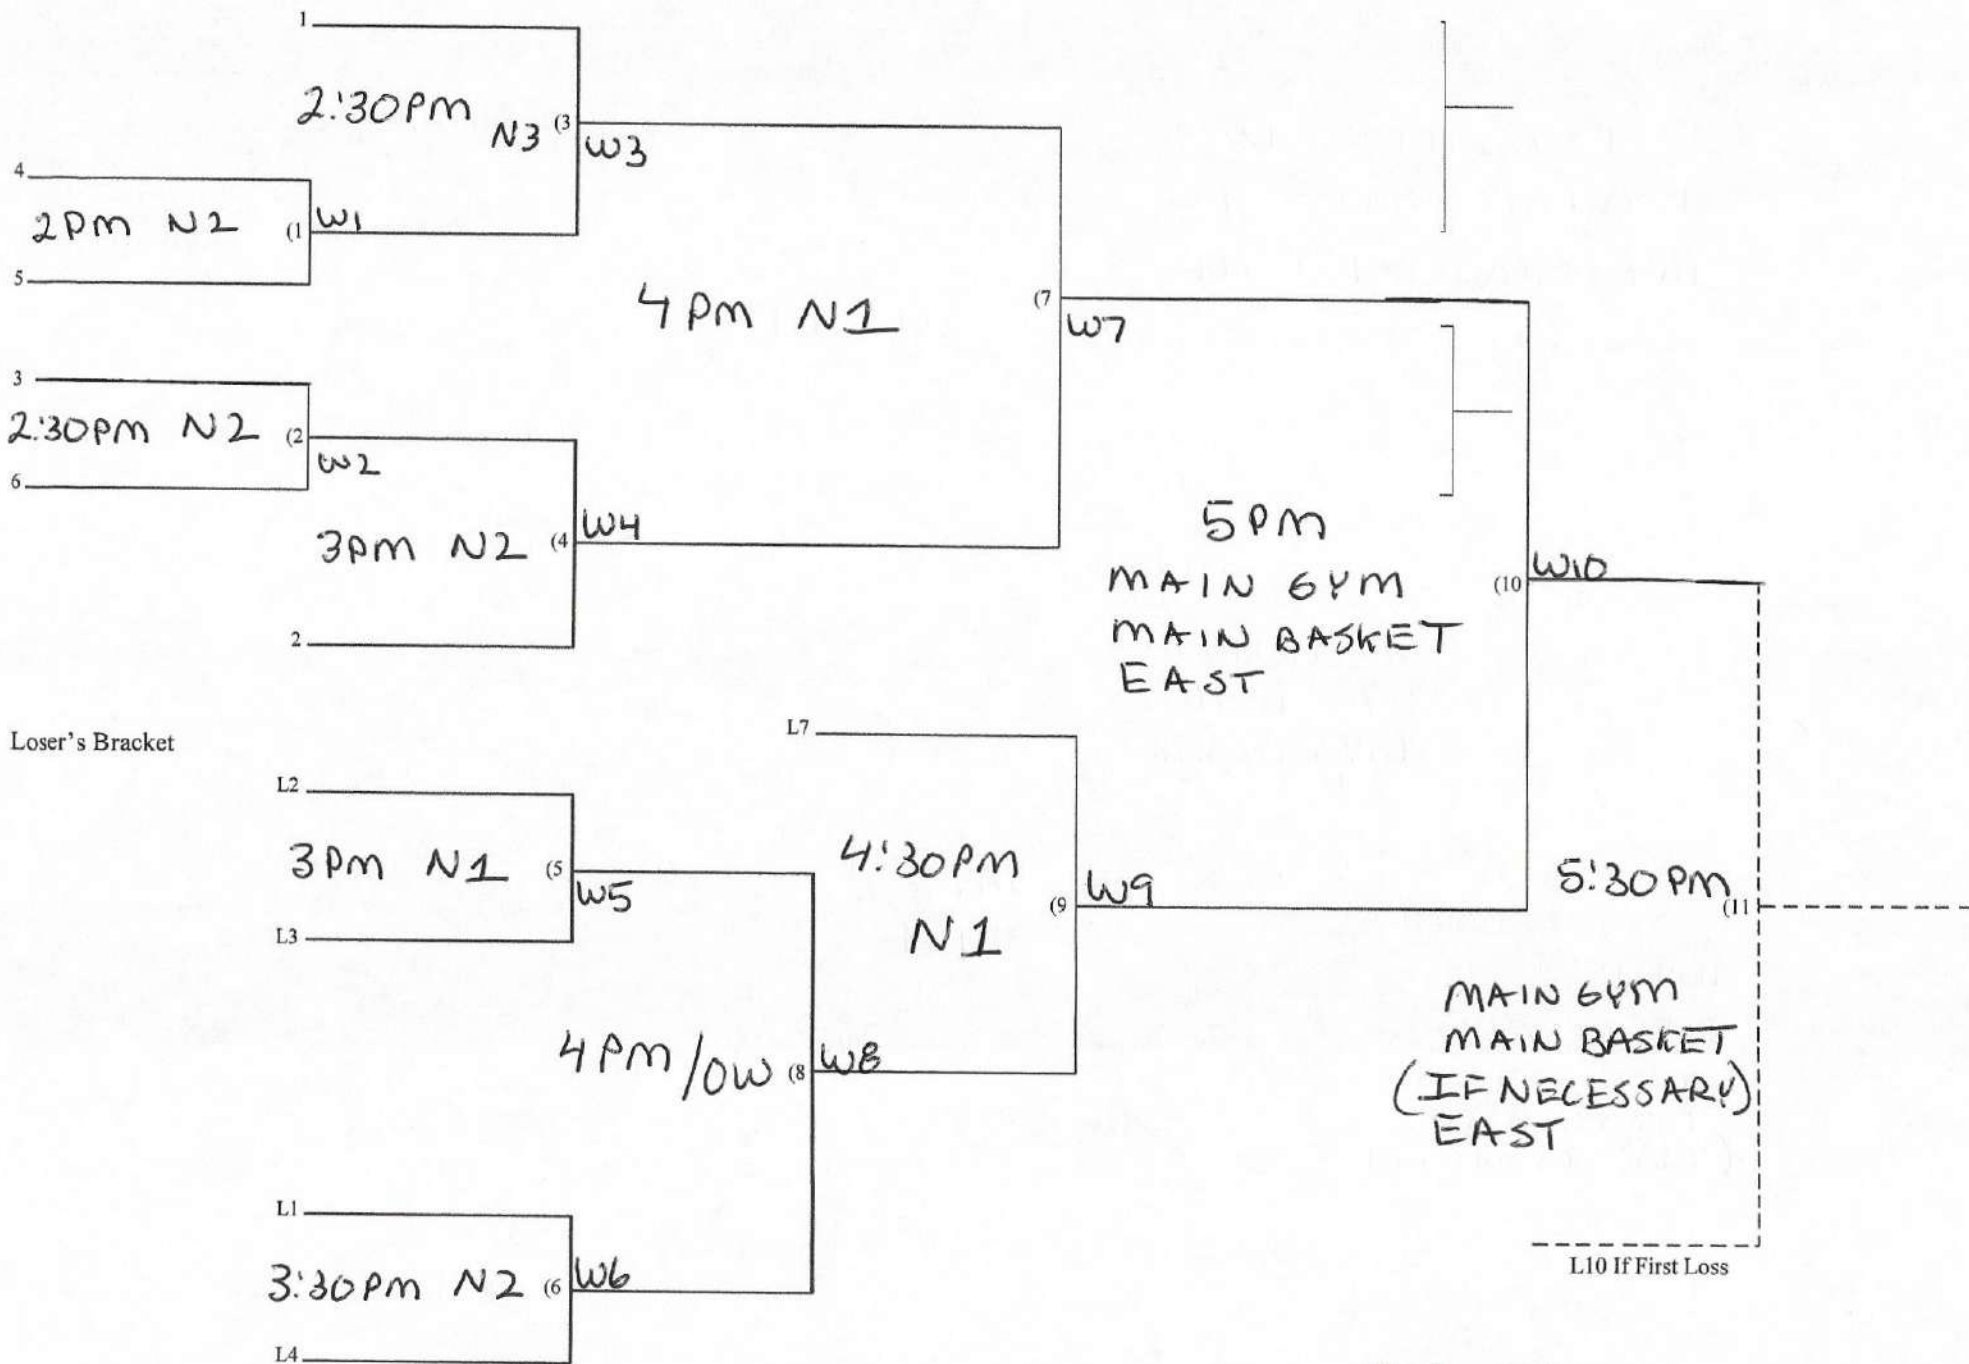 1
2:30PM
N3 (3
W3
4
2PM N2 (1
W1
5
4PM N1
(7
W7
3
2:30PM N2 (2
W2
6
3PM N2 (4
W4
2
5PM
MAIN GYM
MAIN BASKET
EAST
(10
W10
Loser's Bracket
L7
L2
3PM N1 (5
W5
L3
4:30PM
N1
(9
W9
5:30PM
(11
MAIN GYM
MAIN BASKET
(IF NECESSARY)
EAST
4PM/OW (8
W8
L1
3:30PM N2 (6
W6
L4
L10 If First Loss